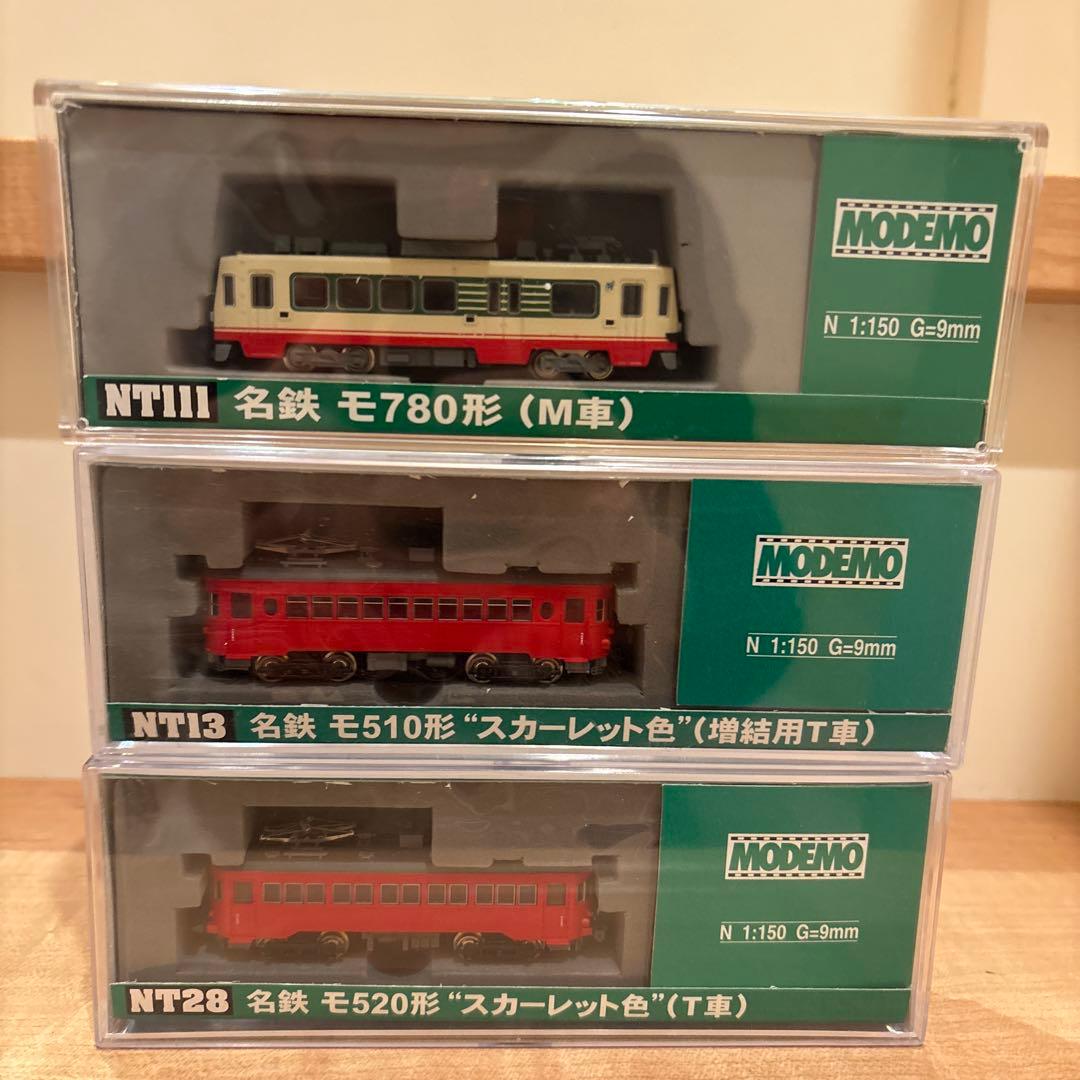 MODEMO
N 1:150 G=9mm
NT111 名鉄 モ780形 (M車)
MODEMO
N 1:150 G=9mm
NT13 名鉄 モ510形 “スカーレット色”(増結用T車)
MODEMO
N 1:150 G=9mm
NT28 名鉄 モ520形 “スカーレット色”(T車)